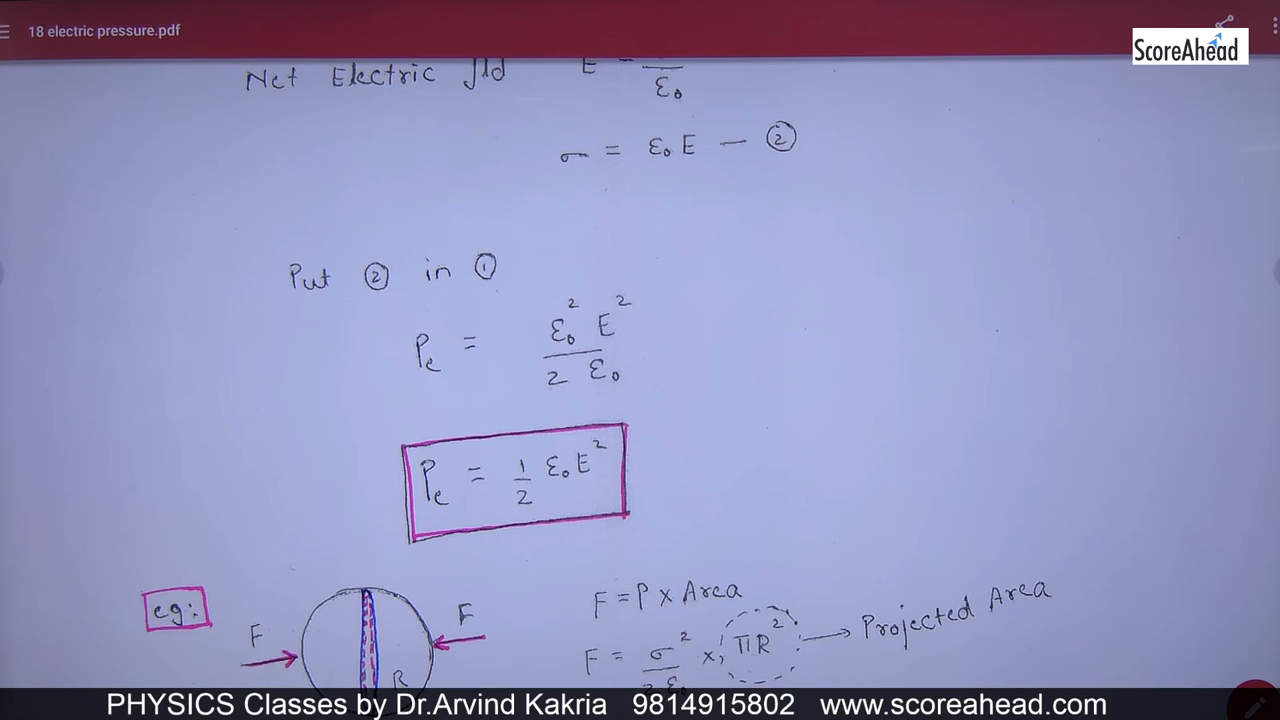 18 electric pressure.pdf
ScoreAhead
Net Electric fld E = ― / ε₀
σ = ε₀ E — ②
Put ② in ①
Pe = ε₀² E² / 2 ε₀
Pe = 1/2 ε₀ E²
eg:
F = P x Area
F F
F = σ² / 2 ε₀ x πR² → Projected Area
R
PHYSICS Classes by Dr.Arvind Kakria 9814915802 www.scoreahead.com